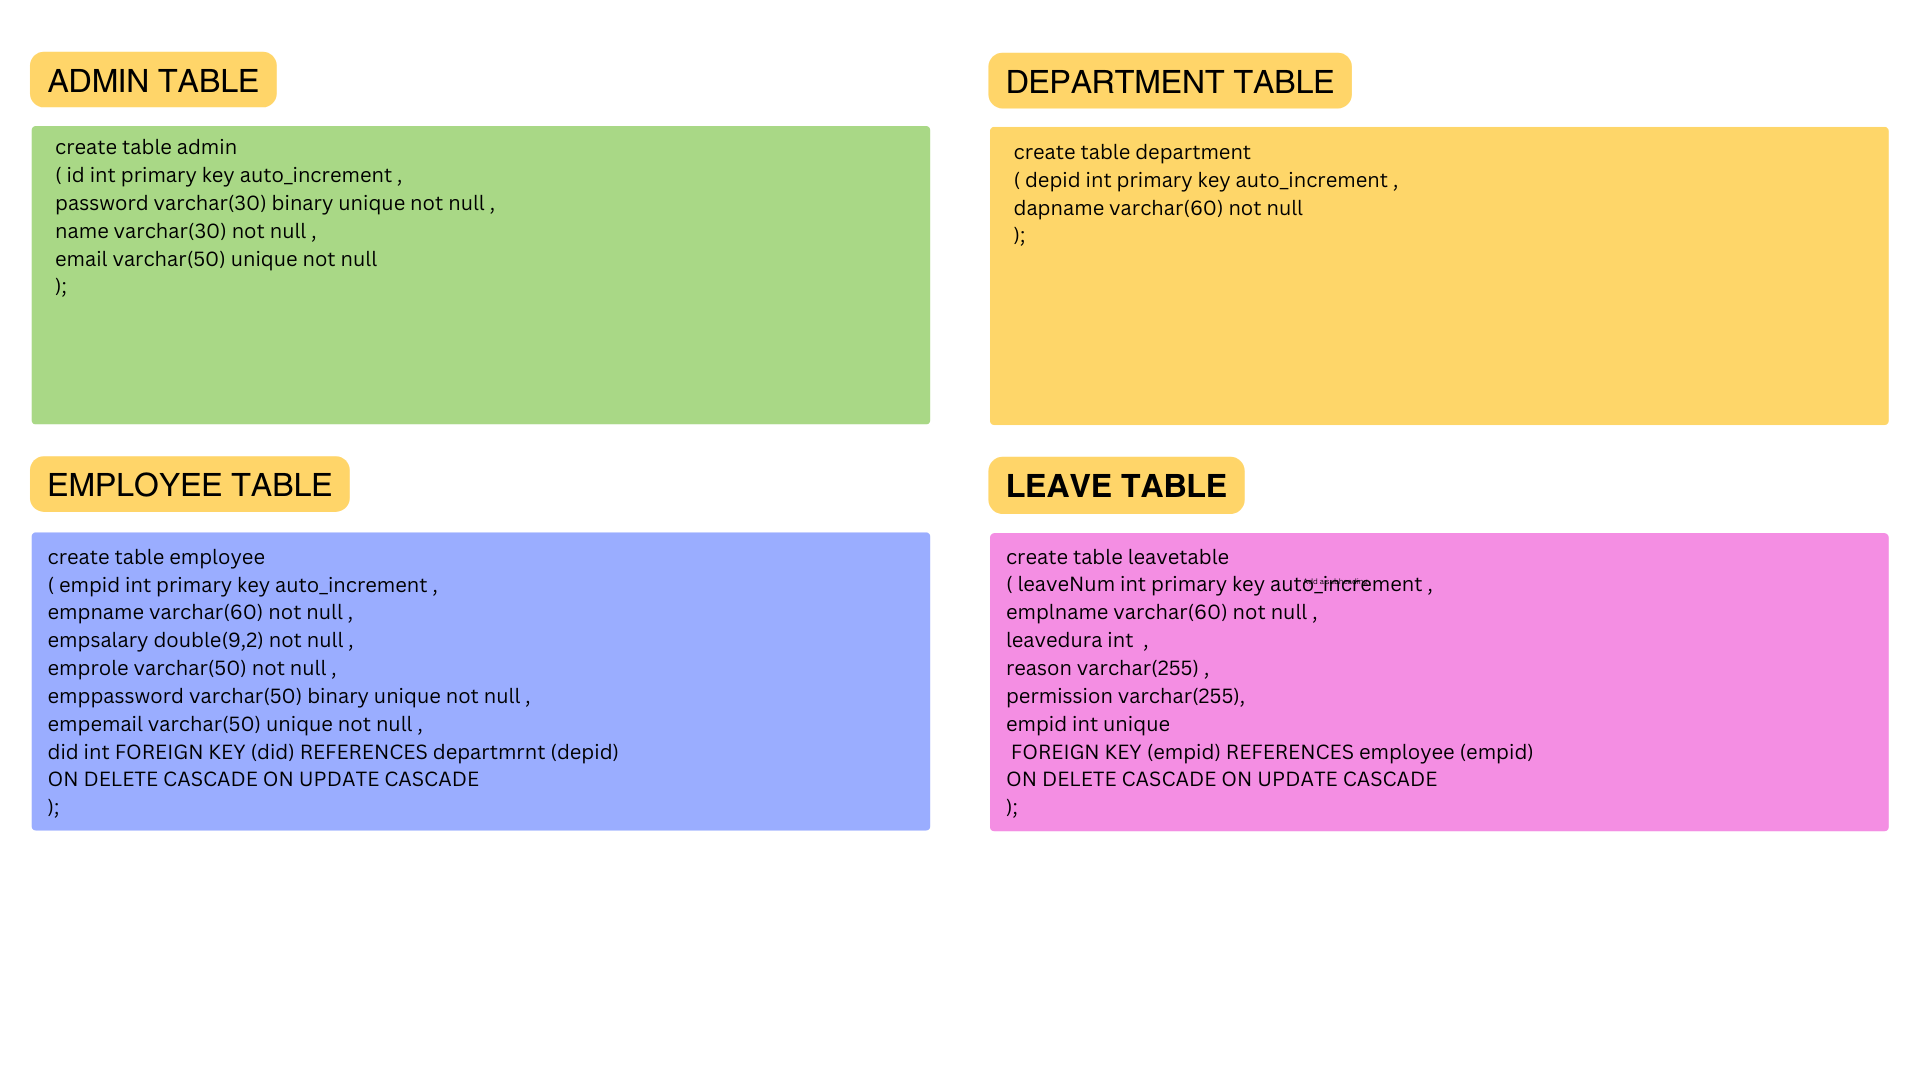 ADMIN TABLE
create table admin
( id int primary key auto_increment ,
password varchar(30) binary unique not null ,
name varchar(30) not null ,
email varchar(50) unique not null
);
DEPARTMENT TABLE
create table department
( depid int primary key auto_increment ,
dapname varchar(60) not null
);
EMPLOYEE TABLE
create table employee
( empid int primary key auto_increment ,
empname varchar(60) not null ,
empsalary double(9,2) not null ,
emprole varchar(50) not null ,
emppassword varchar(50) binary unique not null ,
empemail varchar(50) unique not null ,
did int FOREIGN KEY (did) REFERENCES departmrnt (depid)
ON DELETE CASCADE ON UPDATE CASCADE
);
LEAVE TABLE
create table leavetable
( leaveNum int primary key auto_increment ,
emplname varchar(60) not null ,
leavedura int  ,
reason varchar(255) ,
permission varchar(255),
empid int unique
FOREIGN KEY (empid) REFERENCES employee (empid)
ON DELETE CASCADE ON UPDATE CASCADE
);